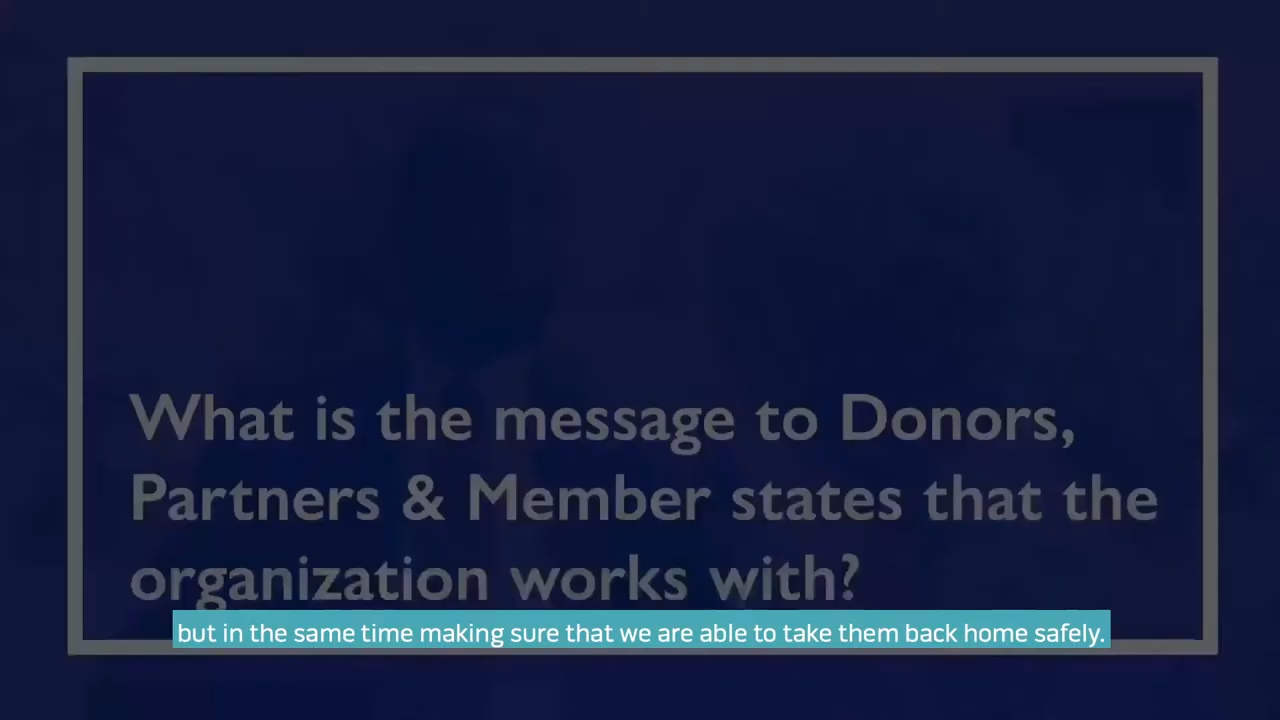 What is the message to Donors,
Partners & Member states that the
organization works with?
but in the same time making sure that we are able to take them back home safely.